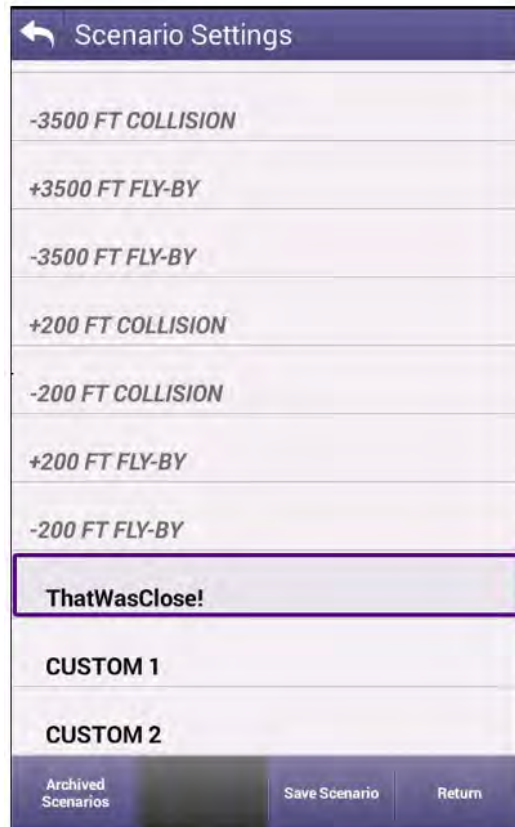 Scenario Settings
-3500 FT COLLISION
+3500 FT FLY-BY
-3500 FT FLY-BY
+200 FT COLLISION
-200 FT COLLISION
+200 FT FLY-BY
-200 FT FLY-BY
ThatWasClose!
CUSTOM 1
CUSTOM 2
Archived
Scenarios
Save Scenario
Return